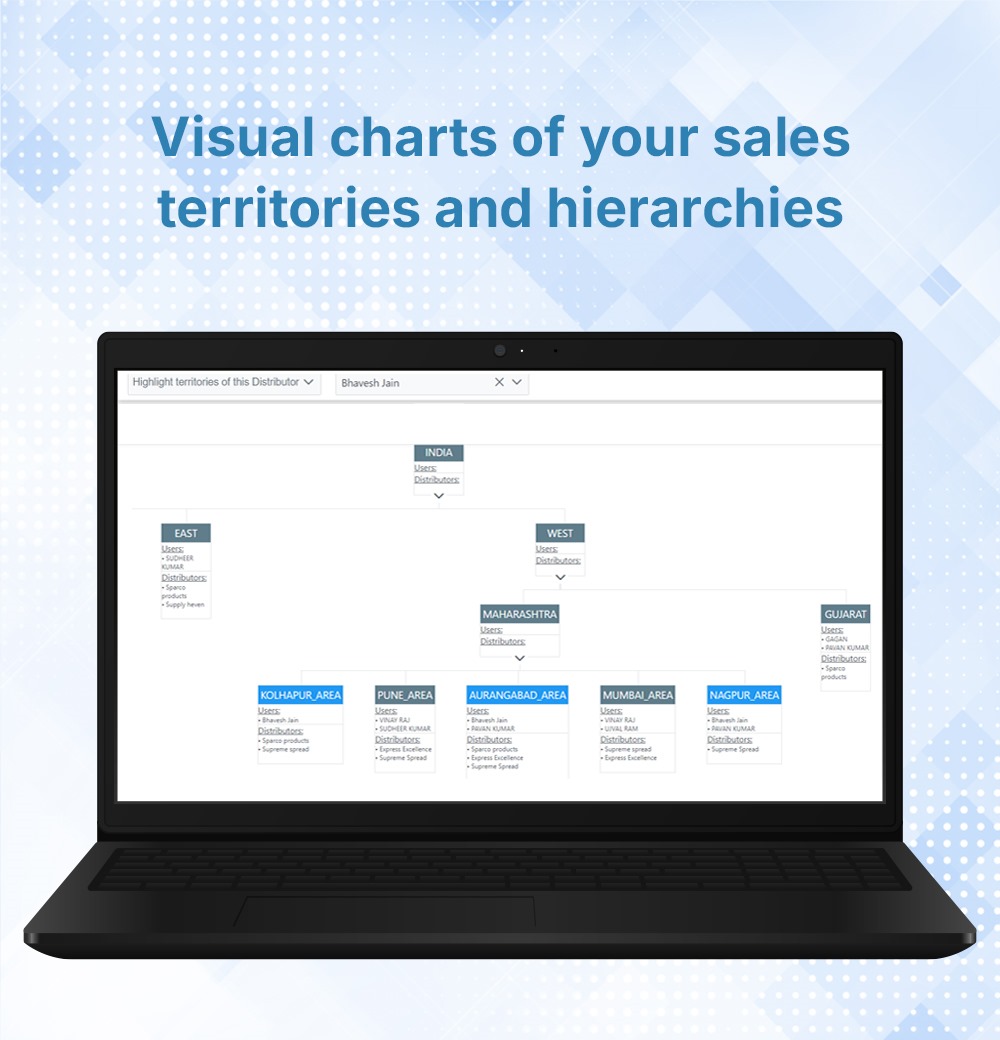 Visual charts of your sales
territories and hierarchies
Highlight territories of this Distributor
Bhavesh Jain
INDIA
Users:
Distributors:
EAST
Users:
• SUDHEER
KUMAR
Distributors:
• Sparco
products
• Supply heven
WEST
Users:
Distributors:
MAHARASHTRA
Users:
Distributors:
GUJARAT
Users:
• GAGAN
• PAVAN KUMAR
Distributors:
• Sparco
products
KOLHAPUR_AREA
Users:
• Bhavesh Jain
Distributors:
• Sparco products
• Supreme spread
PUNE_AREA
Users:
• VINAY RAJ
• SUDHEER KUMAR
Distributors:
• Express Excellence
• Supreme Spread
AURANGABAD_AREA
Users:
• Bhavesh Jain
• PAVAN KUMAR
Distributors:
• Sparco products
• Express Excellence
• Supreme Spread
MUMBAI_AREA
Users:
• VINAY RAJ
• UJVAL RAM
Distributors:
• Supreme spread
• Express Excellence
NAGPUR_AREA
Users:
• Bhavesh Jain
• PAVAN KUMAR
Distributors:
• Supreme Spread